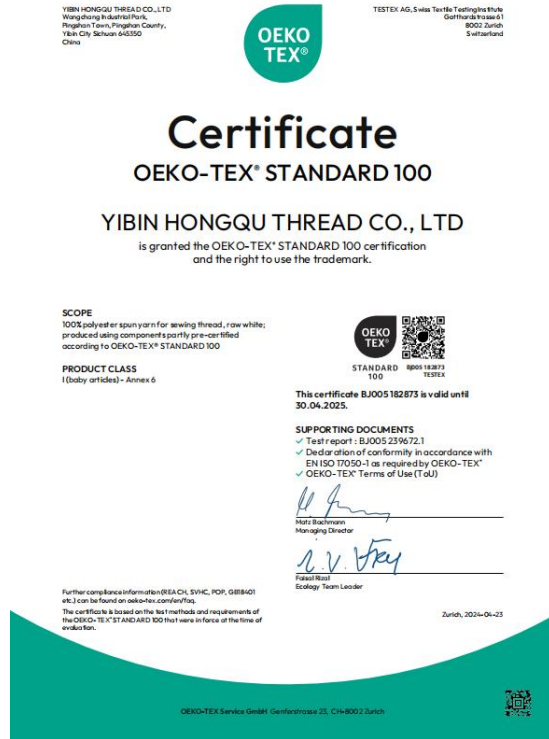 YIBIN HONGQU THREAD CO., LTD
Wangchang Industrial Park,
Pingshan Town, Pingshan County,
Yibin City Sichuan 645350
China
OEKO
TEX®
TESTEX AG, Swiss Textile Testing Institute
Gotthardstrasse 61
8002 Zurich
Switzerland
Certificate
OEKO-TEX® STANDARD 100
YIBIN HONGQU THREAD CO., LTD
is granted the OEKO-TEX® STANDARD 100 certification
and the right to use the trademark.
SCOPE
100% polyester spun yarn for sewing thread, raw white;
produced using components partly pre-certified
according to OEKO-TEX® STANDARD 100
PRODUCT CLASS
I (baby articles) - Annex 6
OEKO
TEX®
STANDARD
100
BJ005 182873
TESTEX
This certificate BJ005 182873 is valid until
30.04.2025.
SUPPORTING DOCUMENTS
✓ Test report : BJ005 239672.1
✓ Declaration of conformity in accordance with
EN ISO 17050-1 as required by OEKO-TEX®
✓ OEKO-TEX® Terms of Use (ToU)
Matz Bachmann
Managing Director
Faisal Rizal
Ecology Team Leader
Further compliance information (REACH, SVHC, POP, GB18401
etc.) can be found on oeko-tex.com/en/faq.
The certificate is based on the test methods and requirements of
the OEKO-TEX® STANDARD 100 that were in force at the time of
evaluation.
Zurich, 2024-04-23
OEKO-TEX Service GmbH Genferstrasse 23, CH-8002 Zurich